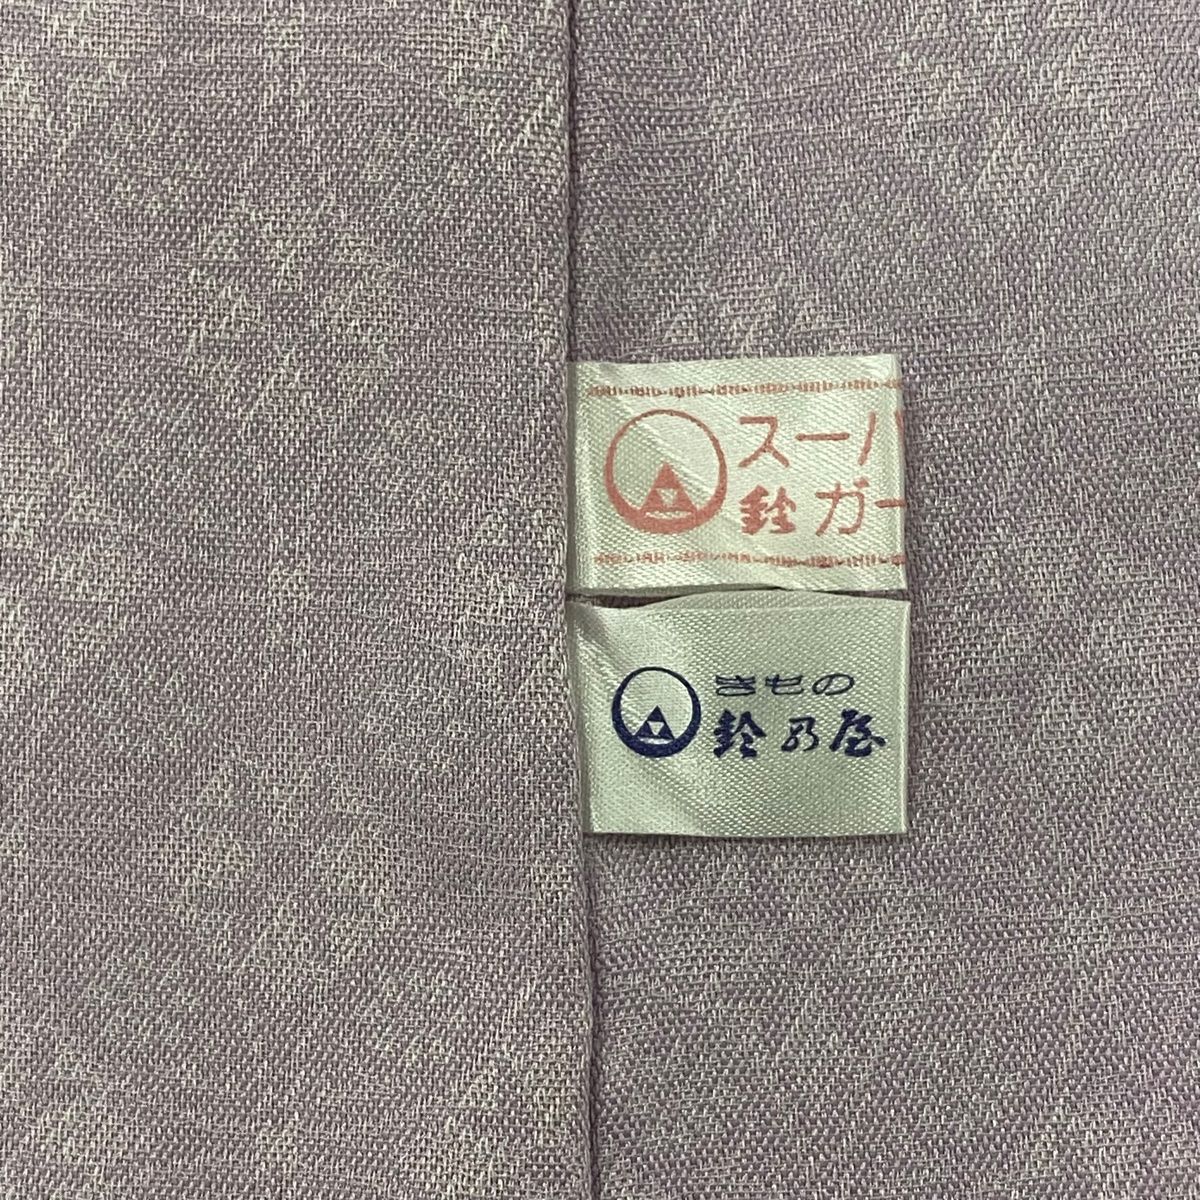 スーパ
鈴ガー
きもの
鈴乃屋